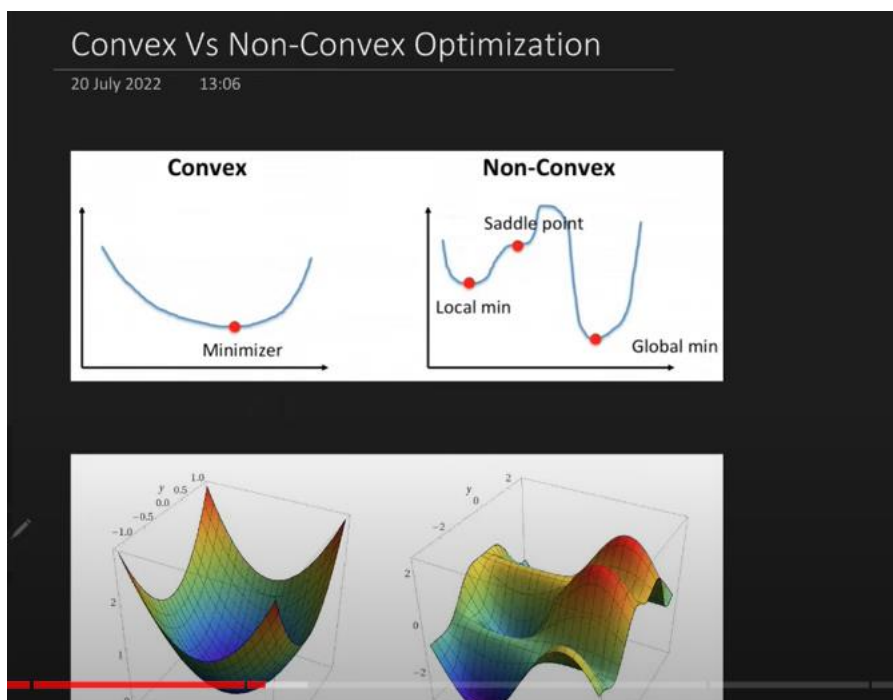 Convex Vs Non-Convex Optimization
20 July 2022 13:06
Convex
Non-Convex
Saddle point
Local min
Minimizer
Global min
y
1.0
0.5
0.0
-0.5
-1.0
2
1
y
2
0
-2
2
0
-2